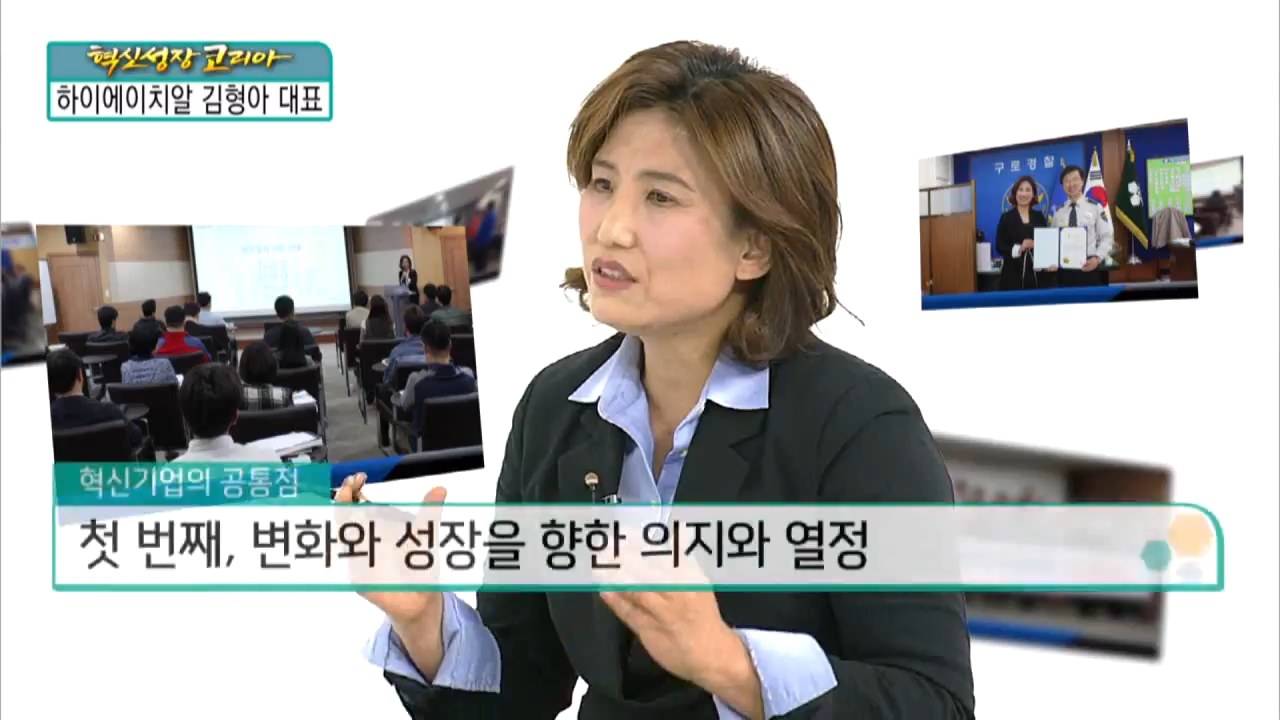 혁신성장 코리아
하이에이치알 김형아 대표
구로경찰
혁신기업의 공통점
첫 번째, 변화와 성장을 향한 의지와 열정